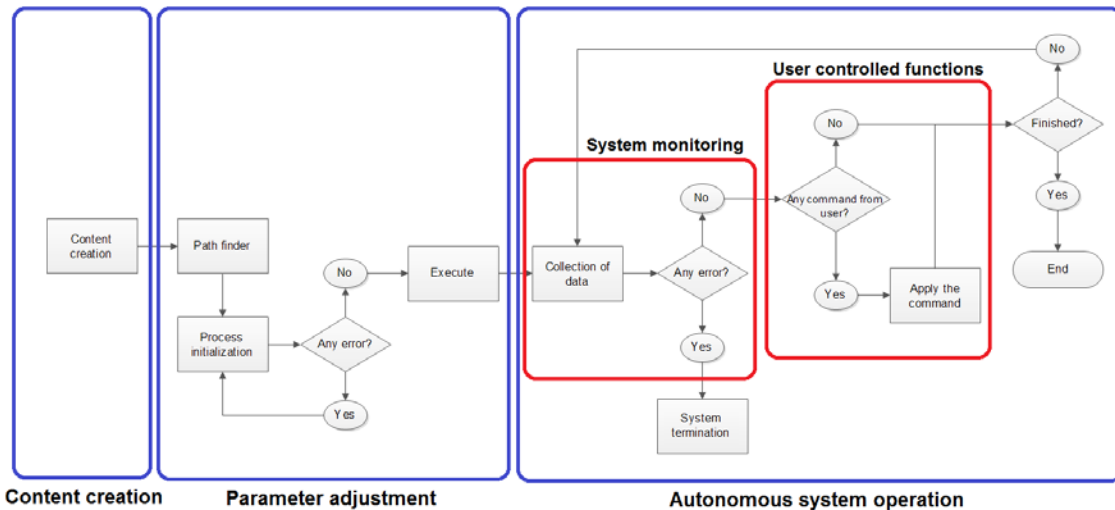 No
User controlled functions
No
Finished?
System monitoring
No
Any command from
user?
Yes
Content
creation
Path finder
No
Execute
Collection of
data
Any error?
Yes
Apply the
command
End
Process
initialization
Any error?
Yes
Yes
System
termination
Content creation
Parameter adjustment
Autonomous system operation